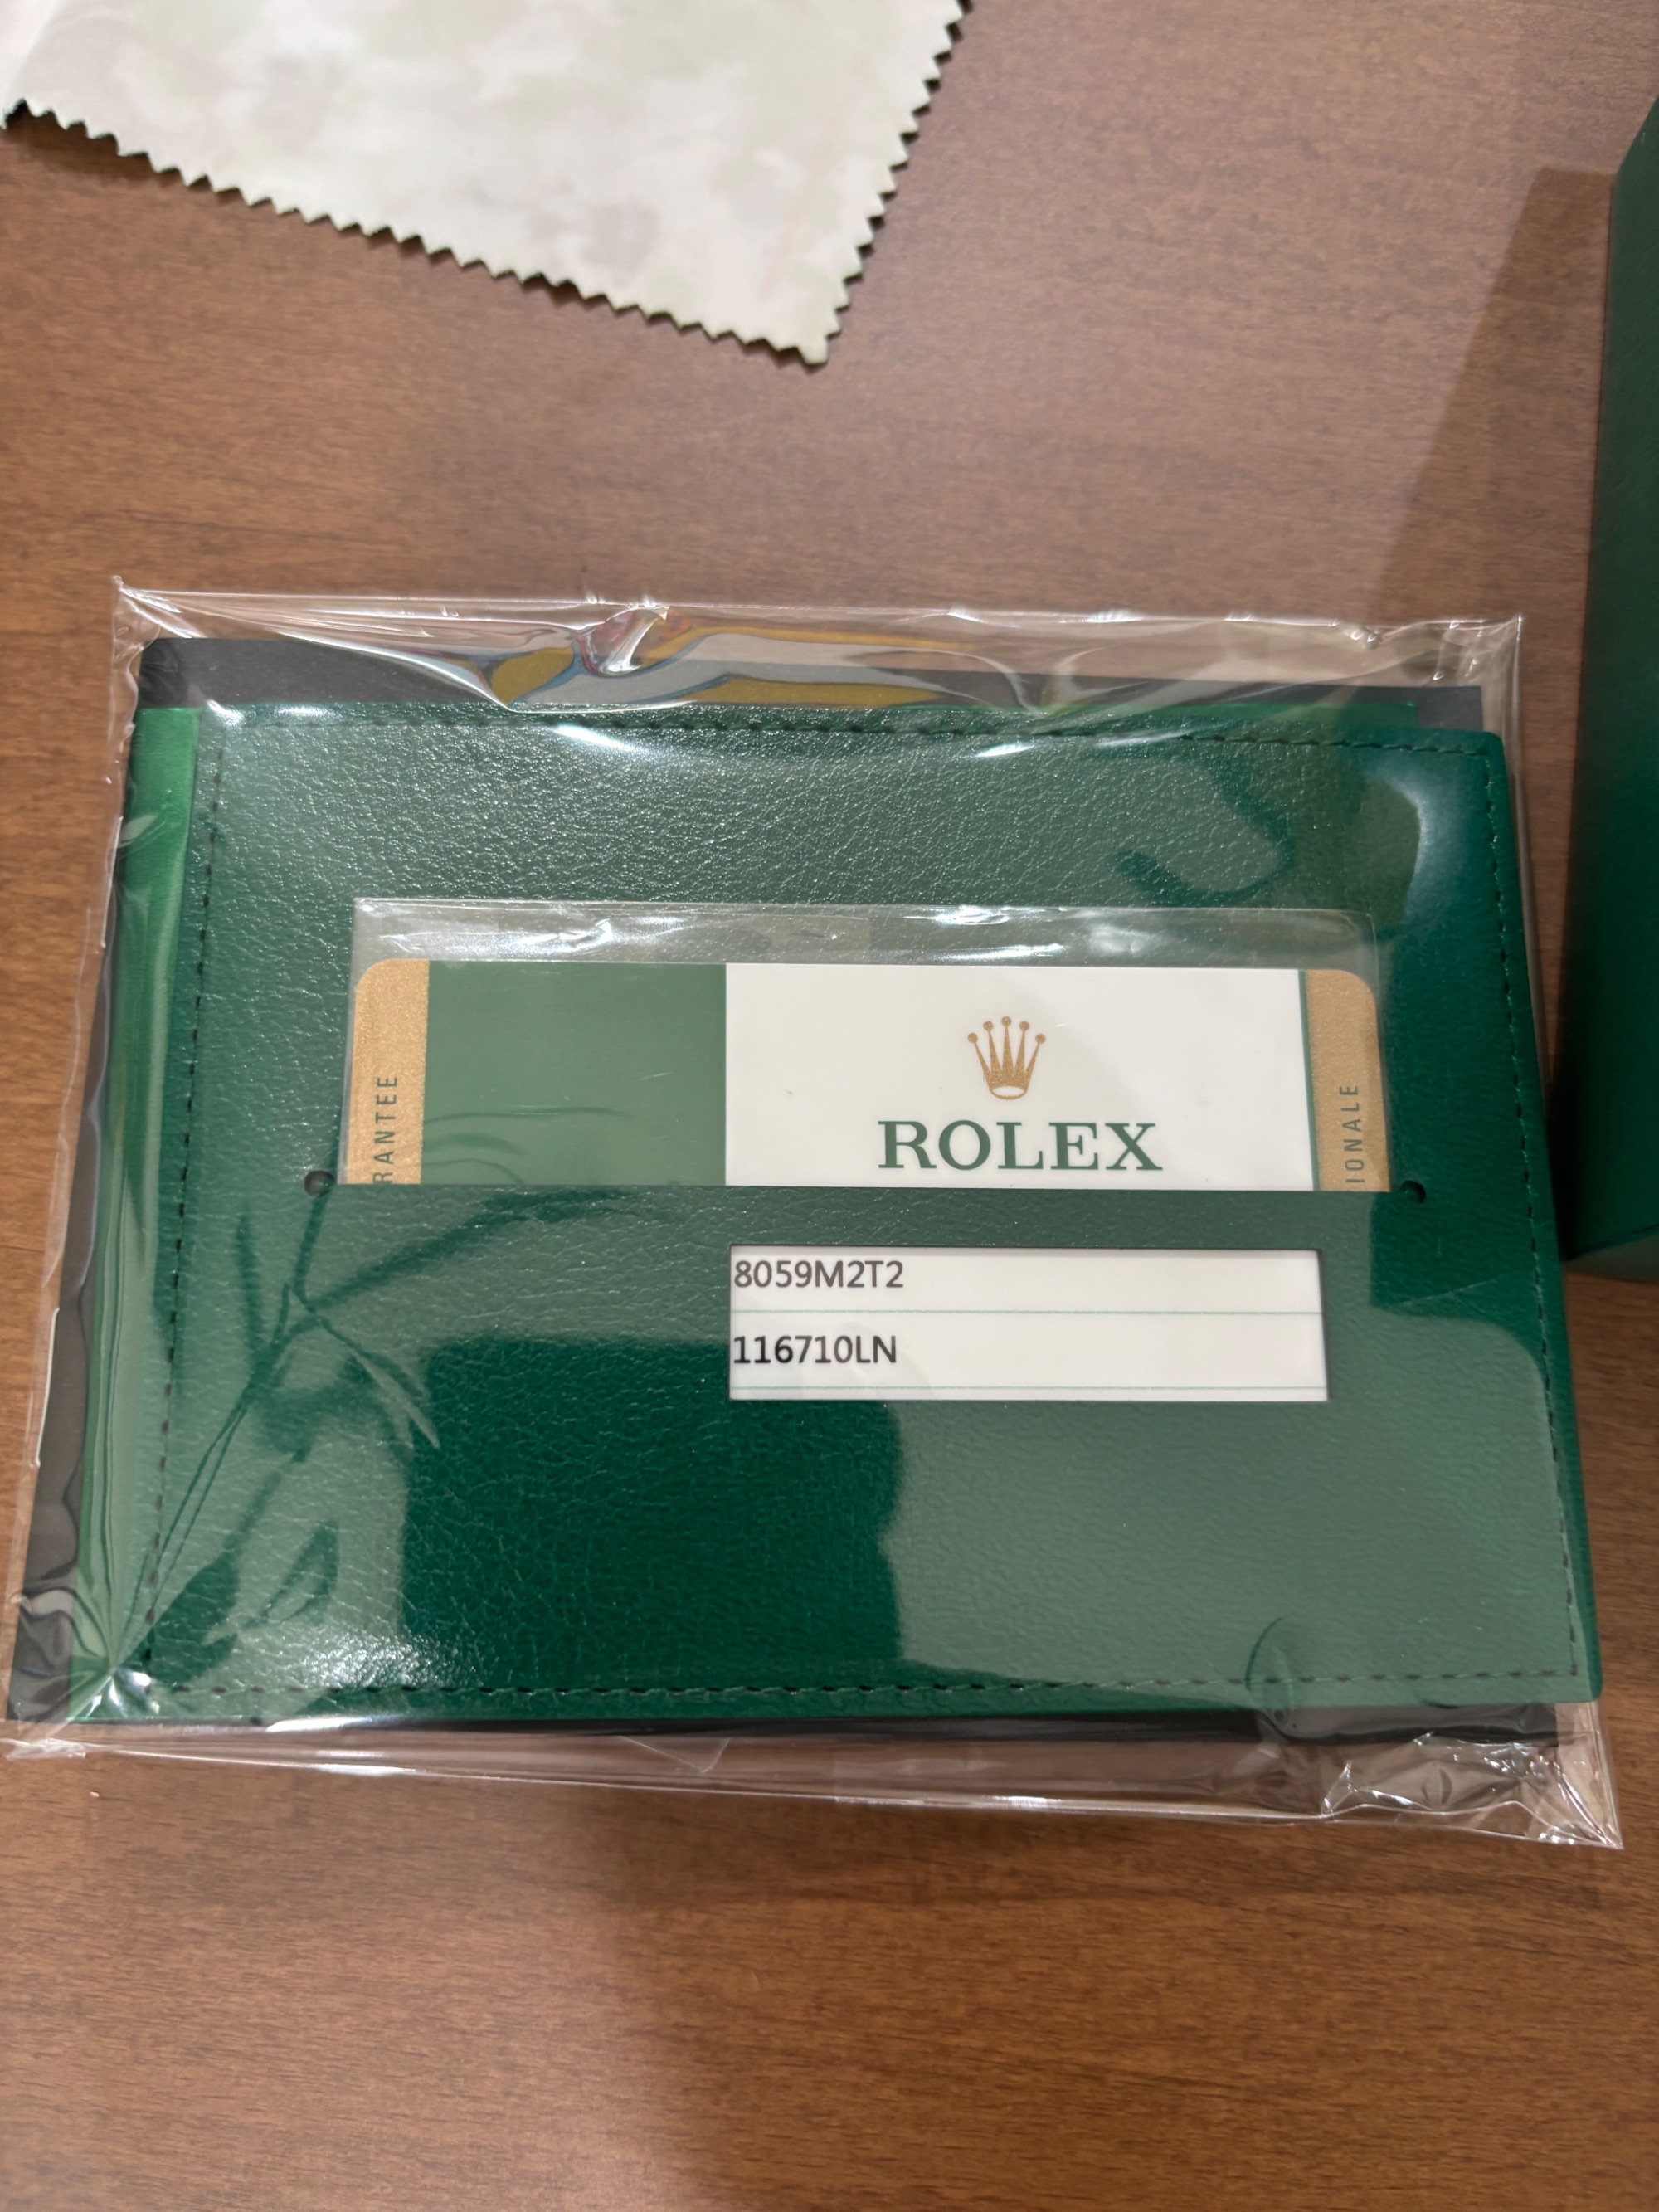 RANTEE
ROLEX
IONALE
8059M2T2
116710LN